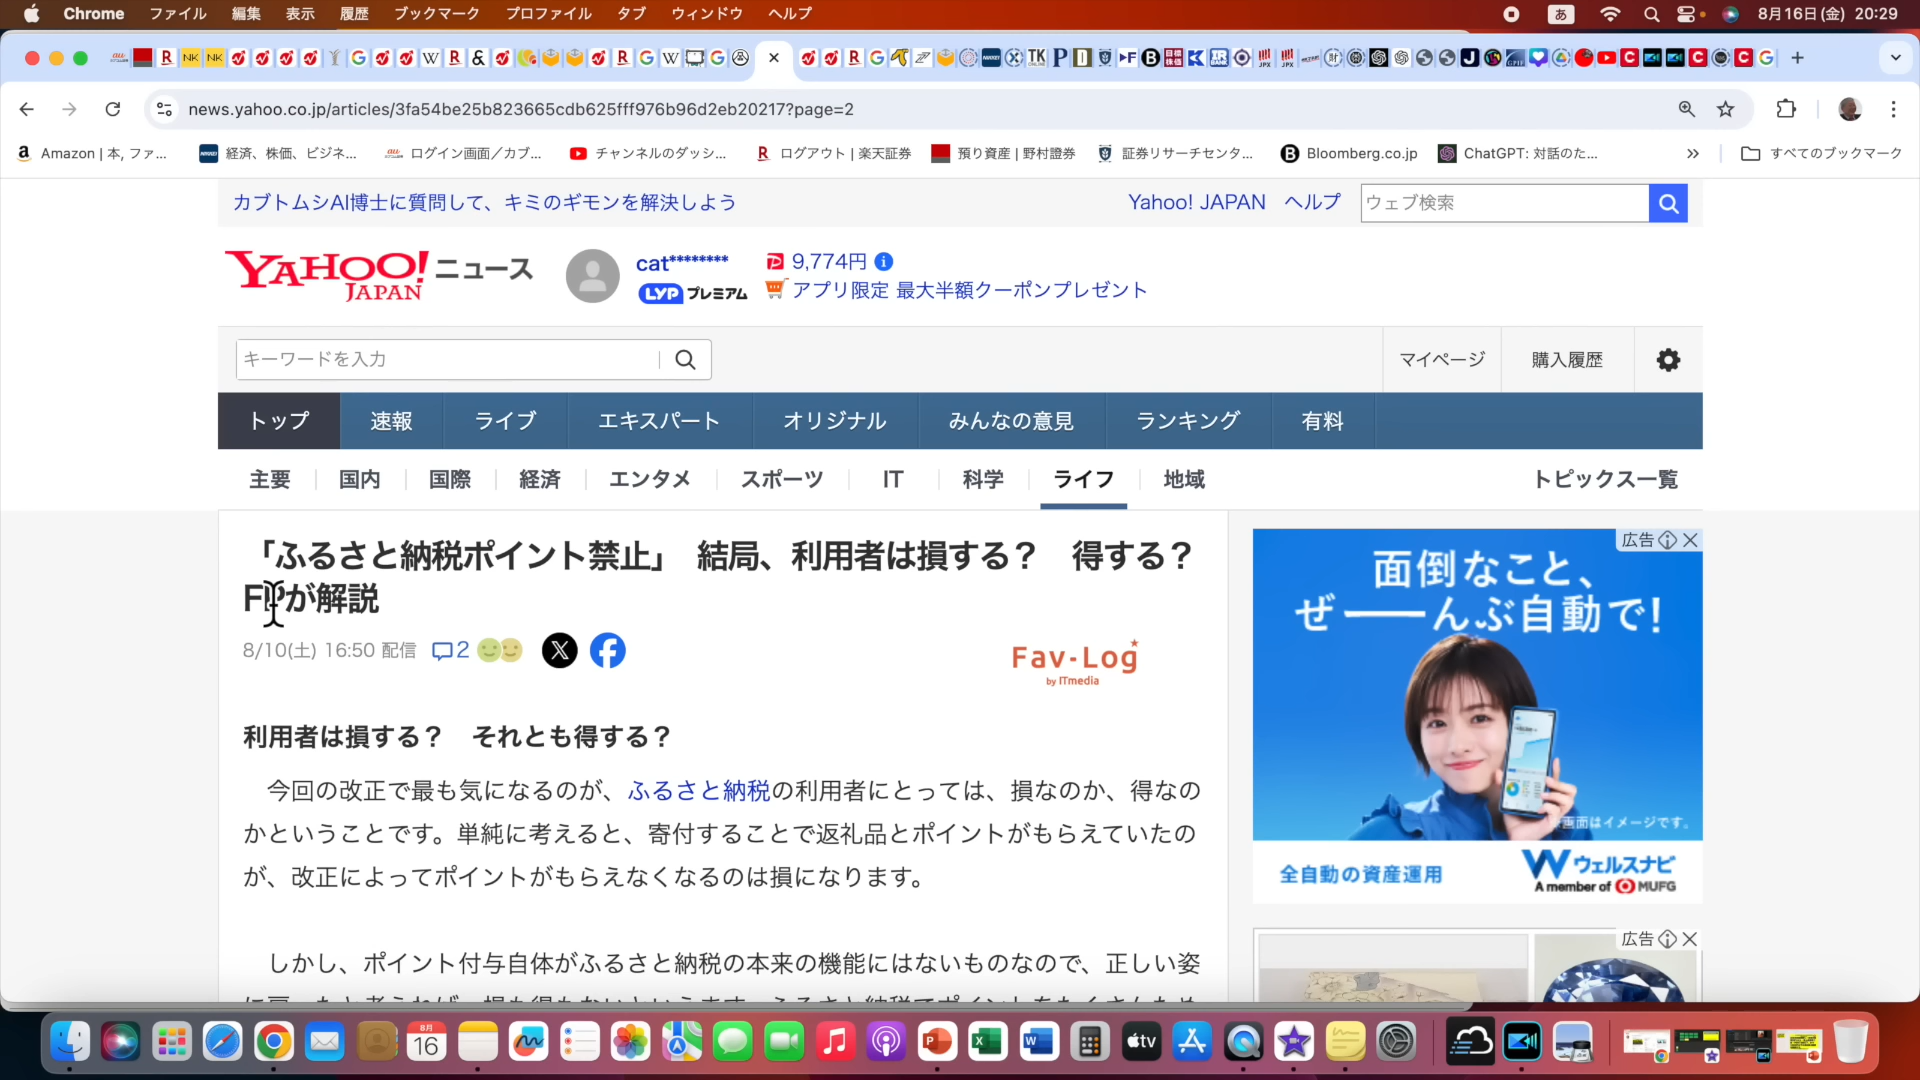 Chrome ファイル 編集 表示 履歴 ブックマーク プロファイル タブ ウィンドウ ヘルプ あ 8月16日(金) 20:29
news.yahoo.co.jp/articles/3fa54be25b823665cdb625fff976b96d2eb20217?page=2
Amazon | 本, ファ... 経済、株価、ビジネ... ログイン画面／カブ... チャンネルのダッシ... ログアウト | 楽天証券 預り資産 | 野村證券 証券リサーチセンタ... Bloomberg.co.jp ChatGPT: 対話のた... » すべてのブックマーク
カブトムシAI博士に質問して、キミのギモンを解決しよう Yahoo! JAPAN ヘルプ ウェブ検索
YAHOO! JAPAN ニュース cat******** 9,774円
LYP プレミアム アプリ限定 最大半額クーポンプレゼント
キーワードを入力 マイページ 購入履歴
トップ 速報 ライブ エキスパート オリジナル みんなの意見 ランキング 有料
主要 国内 国際 経済 エンタメ スポーツ IT 科学 ライフ 地域 トピックス一覧
「ふるさと納税ポイント禁止」 結局、利用者は損する？ 得する？
FPが解説
8/10(土) 16:50 配信 2
Fav-Log
by ITmedia
利用者は損する？ それとも得する？
今回の改正で最も気になるのが、ふるさと納税の利用者にとっては、損なのか、得なの
かということです。単純に考えると、寄付することで返礼品とポイントがもらえていたの
が、改正によってポイントがもらえなくなるのは損になります。
しかし、ポイント付与自体がふるさと納税の本来の機能にはないものなので、正しい姿
広告
面倒なこと、
ぜーんぶ自動で!
※画面はイメージです。
全自動の資産運用 ウェルスナビ
A member of MUFG
広告
8月
16
tv